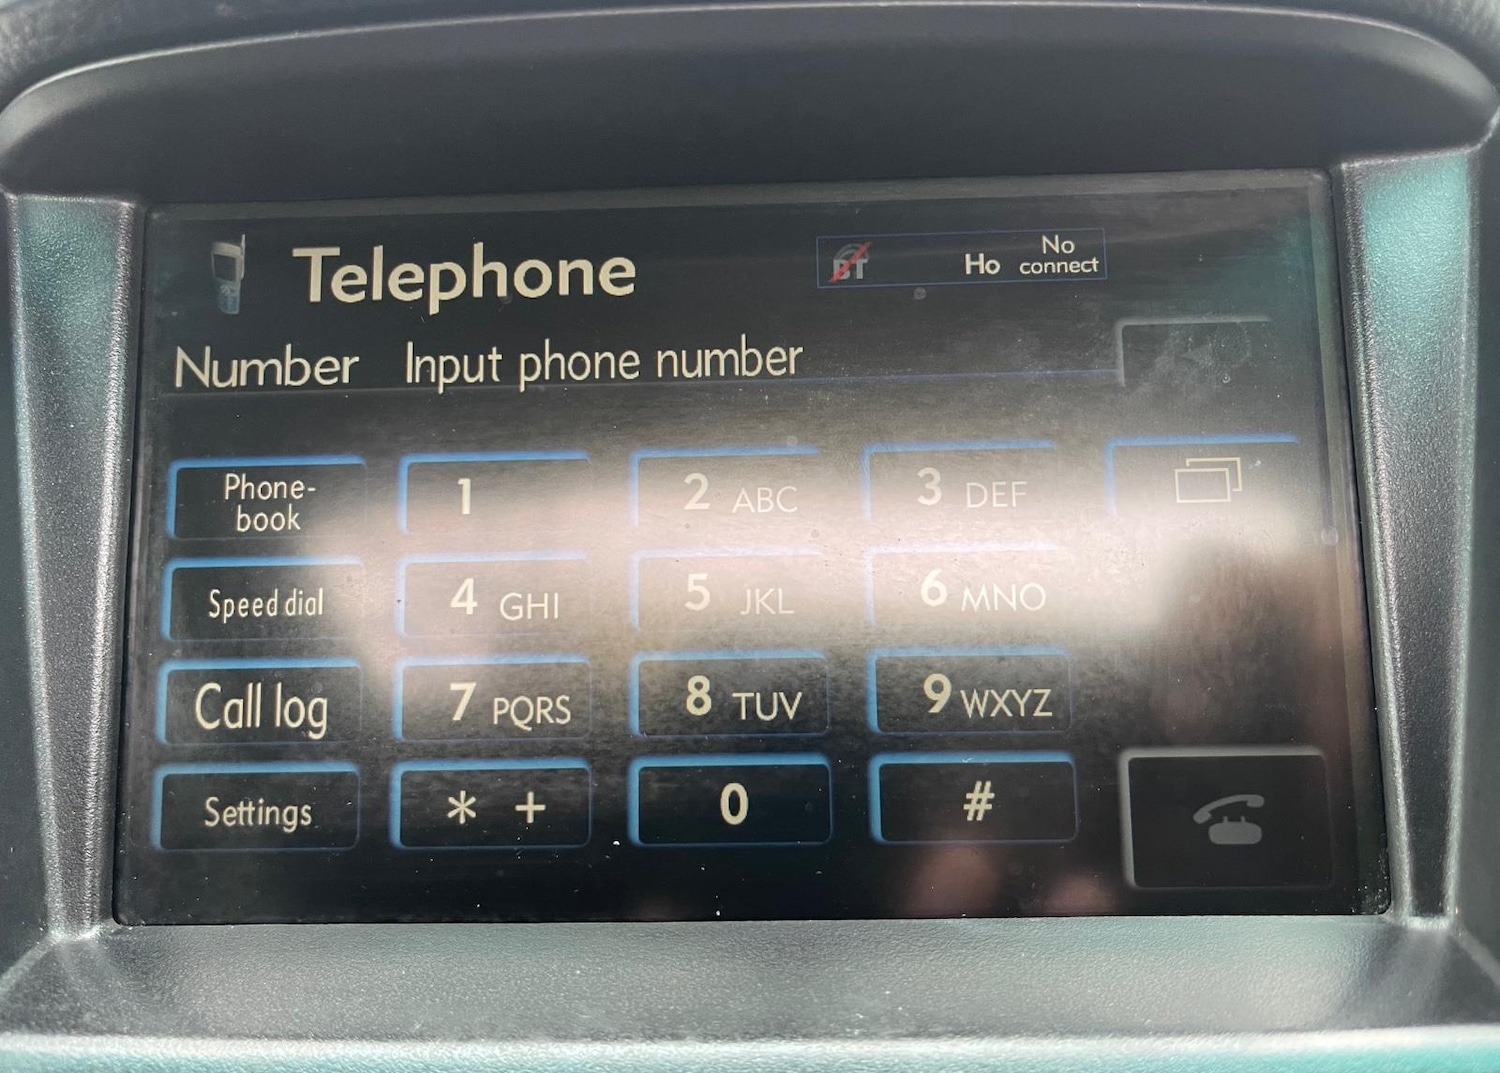 Telephone
BT Ho No
connect
Number Input phone number
Phone-
book
1
2 ABC
3 DEF
Speed dial
4 GHI
5 JKL
6 MNO
Call log
7 PQRS
8 TUV
9 WXYZ
Settings
* +
0
#